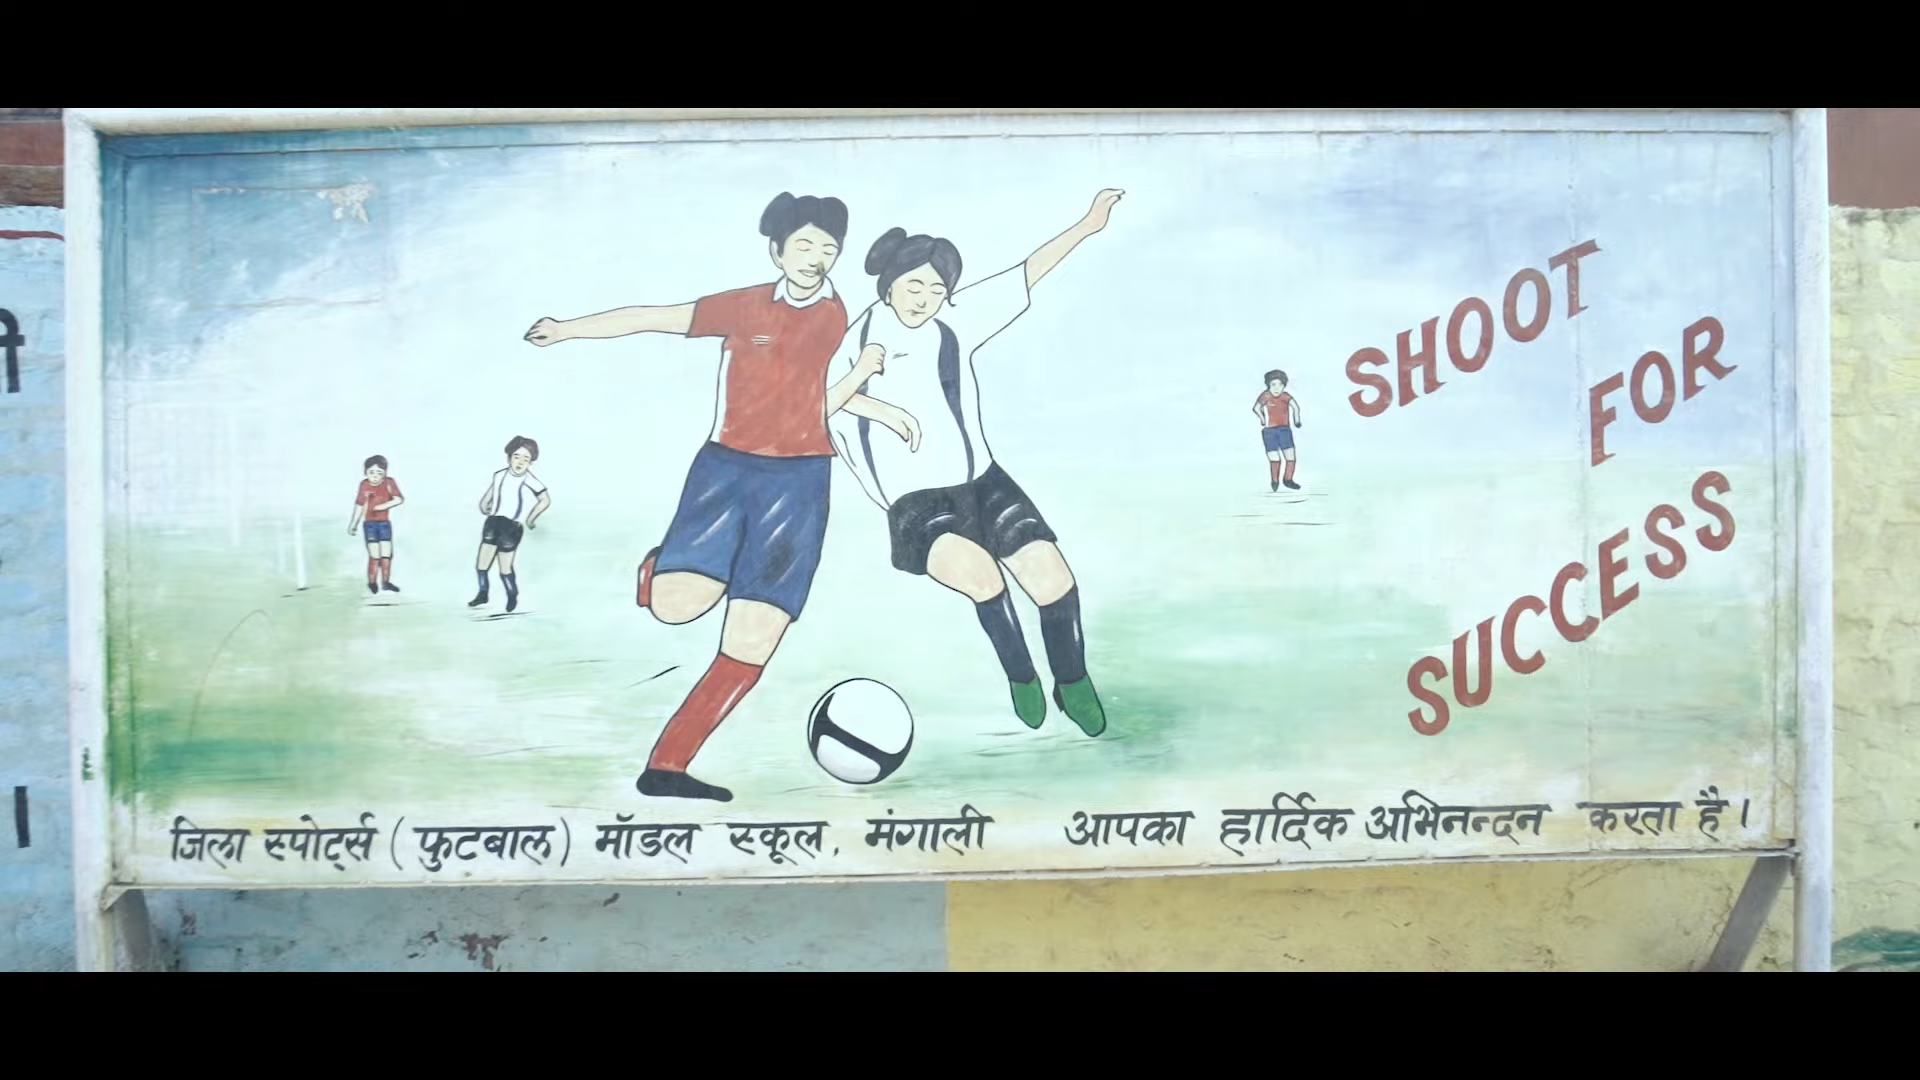 SHOOT
FOR
SUCCESS
जिला स्पोर्ट्स (फुटबाल) मॉडल स्कूल, मंगाली आपका हार्दिक अभिनन्दन करता है।